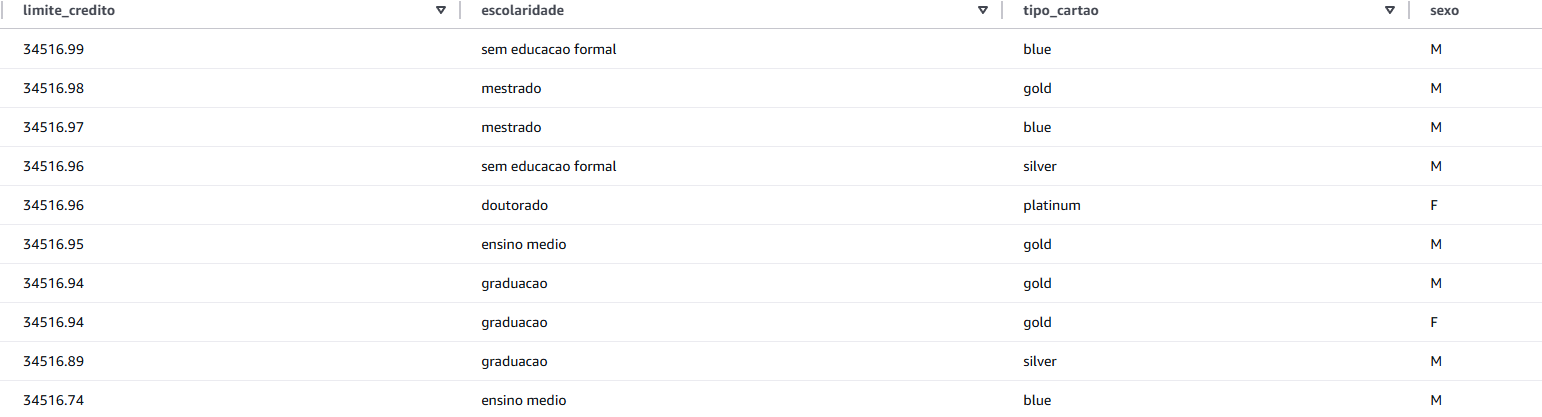 limite_credito escolaridade tipo_cartao sexo
34516.99 sem educacao formal blue M
34516.98 mestrado gold M
34516.97 mestrado blue M
34516.96 sem educacao formal silver M
34516.96 doutorado platinum F
34516.95 ensino medio gold M
34516.94 graduacao gold M
34516.94 graduacao gold F
34516.89 graduacao silver M
34516.74 ensino medio blue M